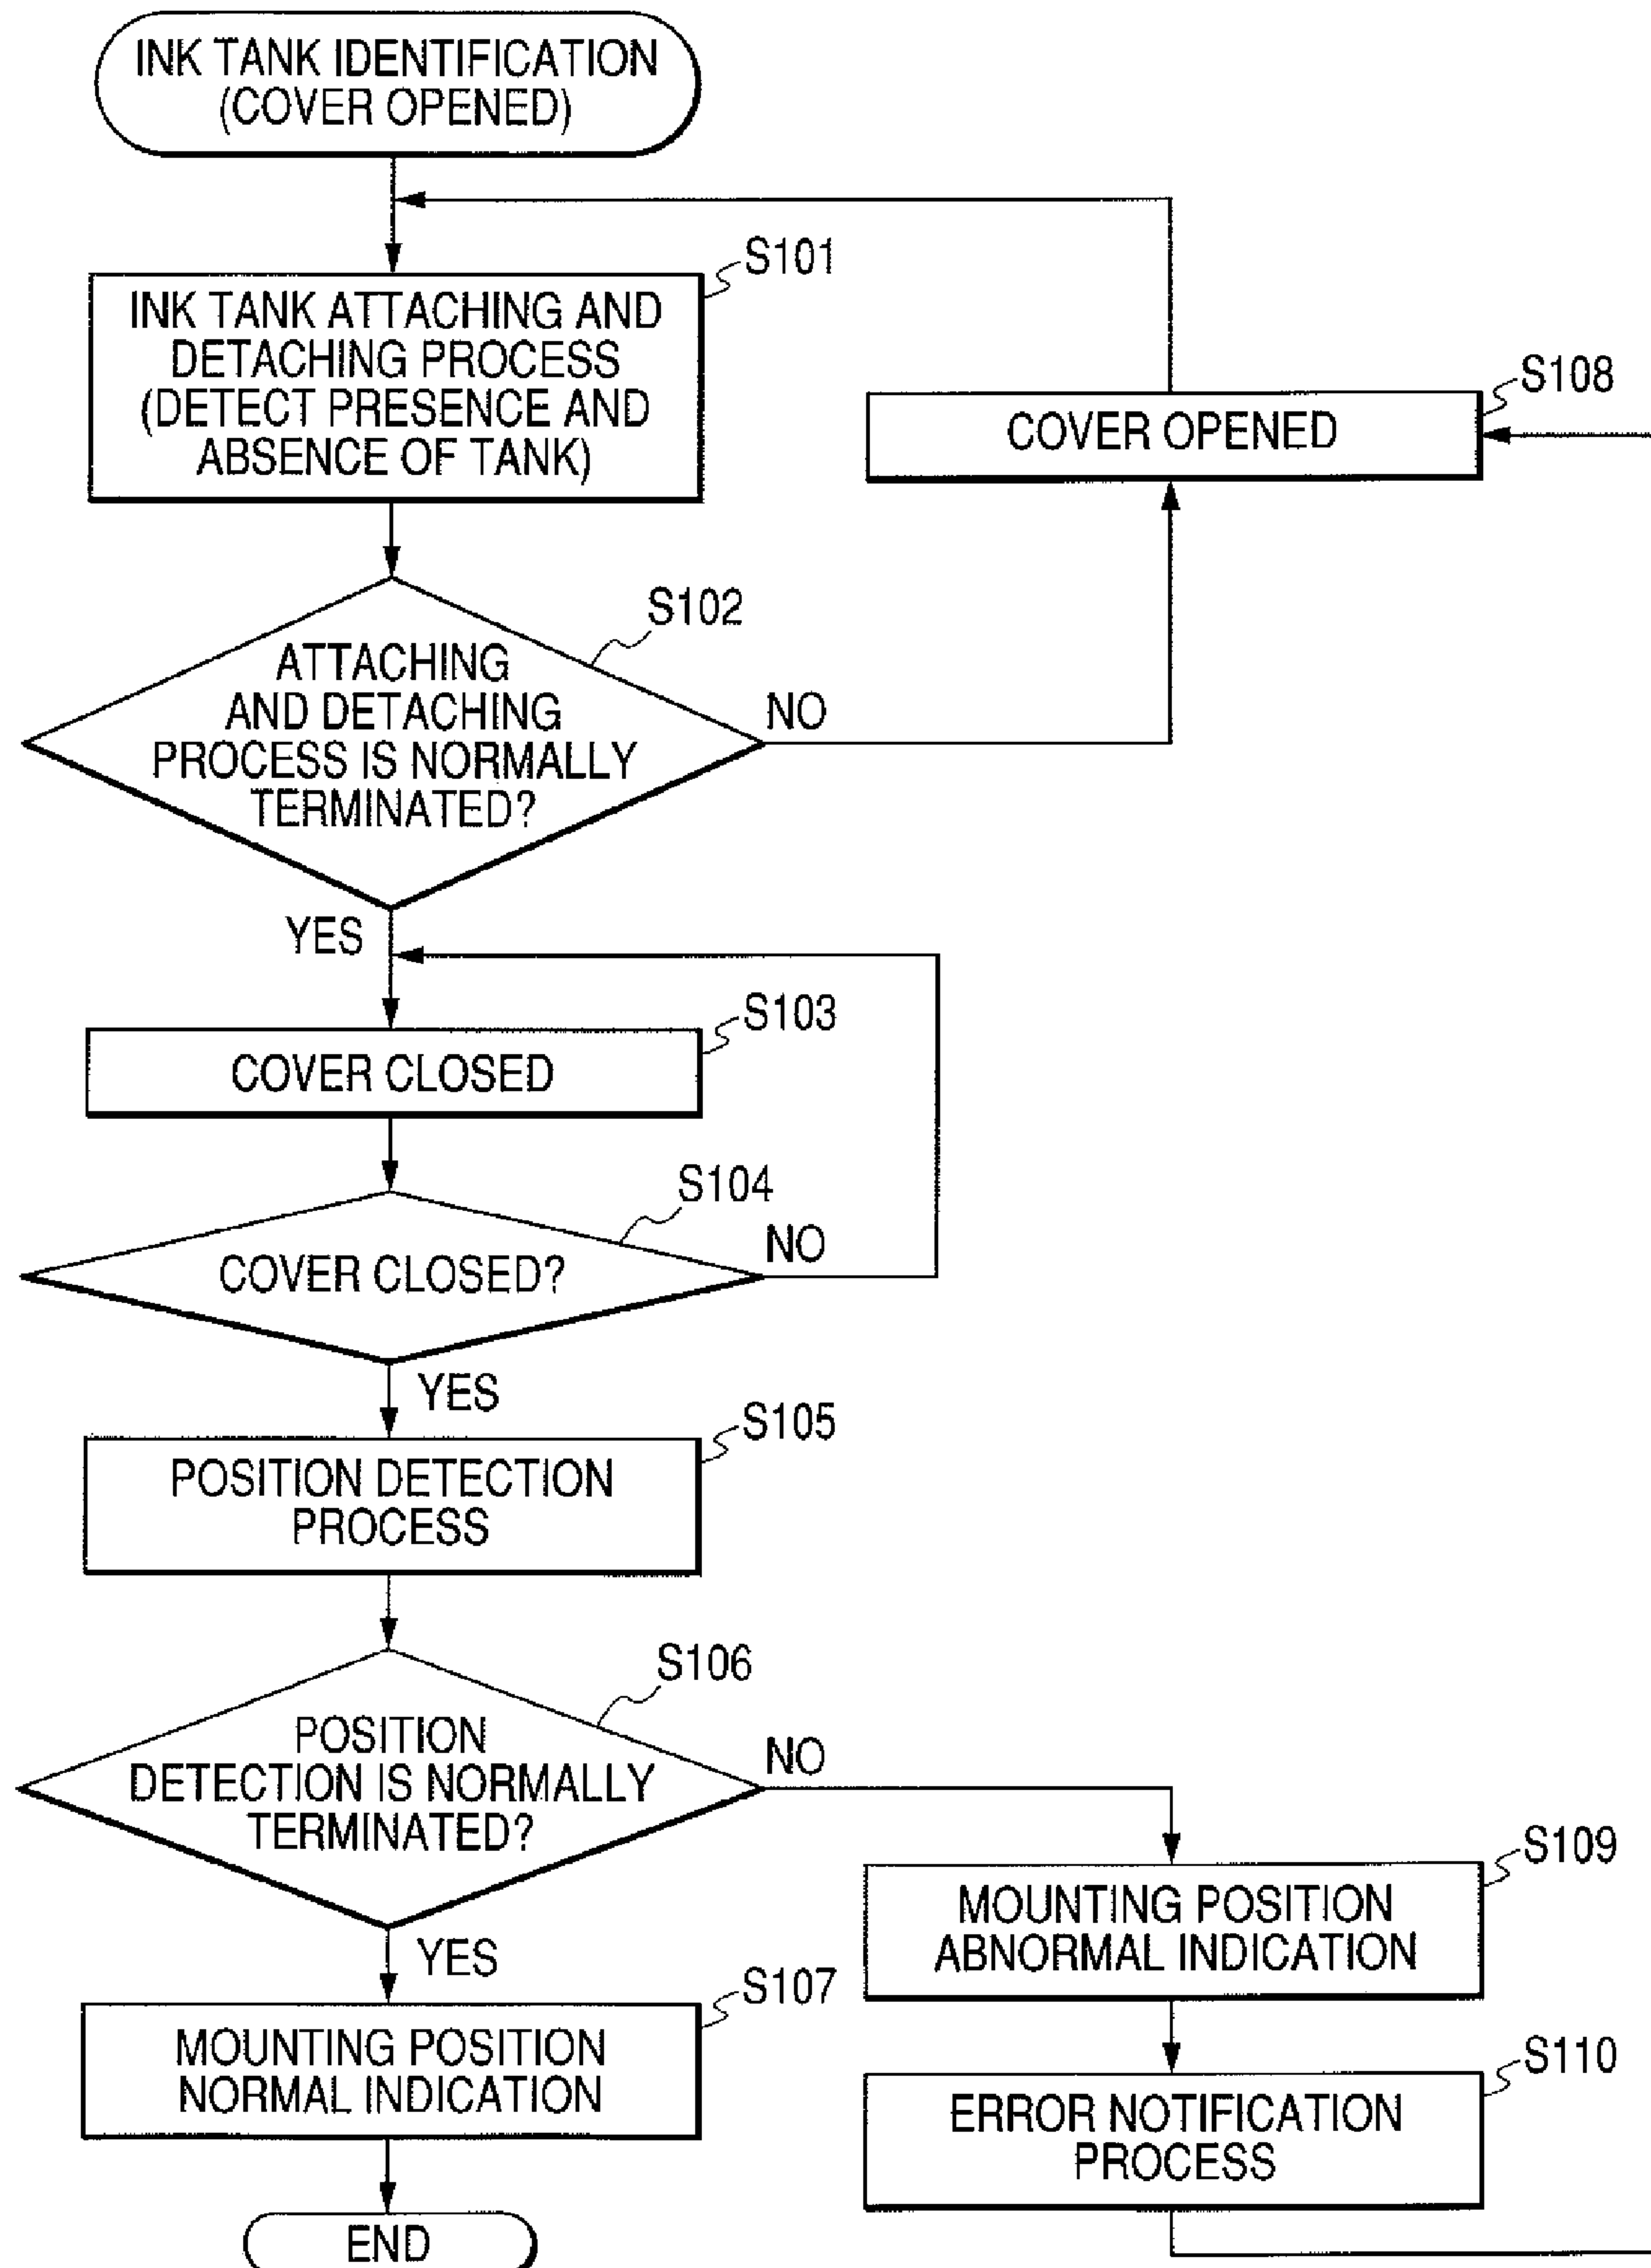 INK TANK IDENTIFICATION
(COVER OPENED)
S101
INK TANK ATTACHING AND
DETACHING PROCESS
(DETECT PRESENCE AND
ABSENCE OF TANK)
S108
COVER OPENED
S102
ATTACHING
AND DETACHING
PROCESS IS NORMALLY
TERMINATED?
NO
YES
S103
COVER CLOSED
S104
COVER CLOSED?
NO
YES
S105
POSITION DETECTION
PROCESS
S106
POSITION
DETECTION IS NORMALLY
TERMINATED?
NO
YES
S107
MOUNTING POSITION
NORMAL INDICATION
S109
MOUNTING POSITION
ABNORMAL INDICATION
S110
ERROR NOTIFICATION
PROCESS
END